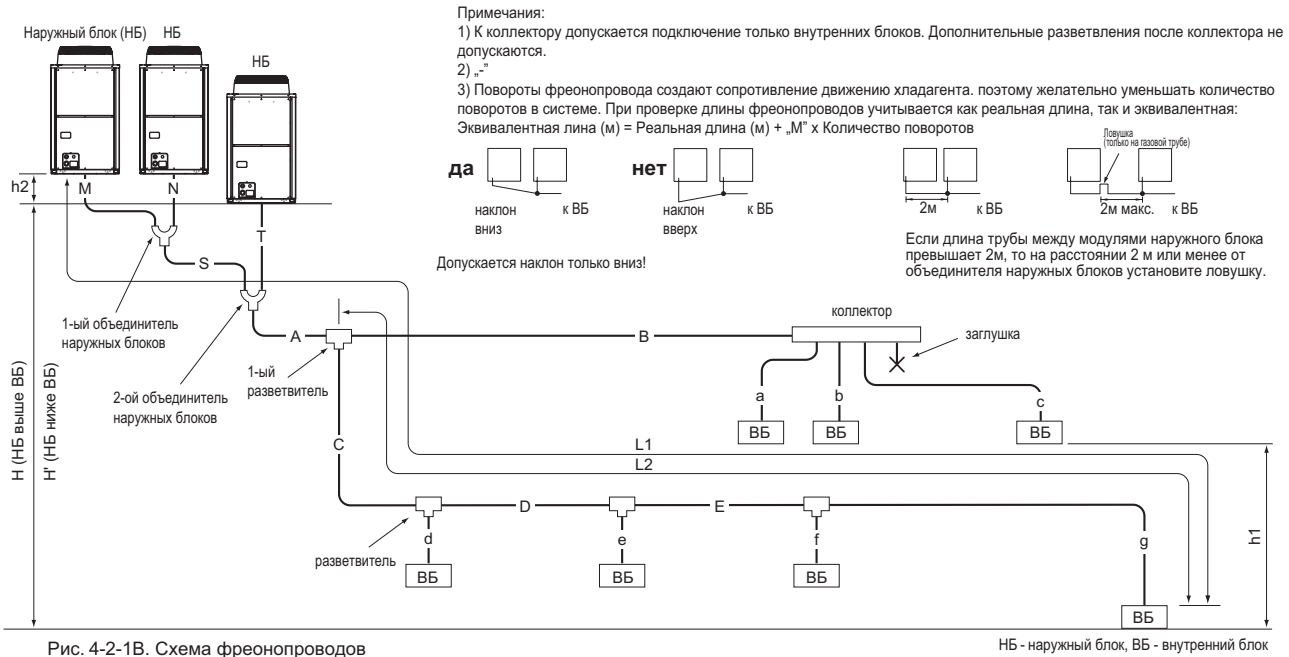 Примечания:
1) К коллектору допускается подключение только внутренних блоков. Дополнительные разветвления после коллектора не
допускаются.
2) „-”
3) Повороты фреонопровода создают сопротивление движению хладагента. поэтому желательно уменьшать количество
поворотов в системе. При проверке длины фреонопроводов учитывается как реальная длина, так и эквивалентная:
Эквивалентная лина (м) = Реальная длина (м) + „М” х Количество поворотов
Наружный блок (НБ)
НБ
НБ
Ловушка
(только на газовой трубе)
да
нет
наклон
вниз
к ВБ
наклон
вверх
к ВБ
2м
к ВБ
2м макс.
к ВБ
Допускается наклон только вниз!
Если длина трубы между модулями наружного блока
превышает 2м, то на расстоянии 2 м или менее от
объединителя наружных блоков установите ловушку.
h2
M
N
T
S
1-ый объединитель
наружных блоков
2-ой объединитель
наружных блоков
A
1-ый
разветвитель
B
коллектор
заглушка
a
b
c
ВБ
ВБ
ВБ
C
L1
L2
H (НБ выше ВБ)
H' (НБ ниже ВБ)
D
E
разветвитель
d
e
f
g
ВБ
ВБ
ВБ
ВБ
h1
Рис. 4-2-1В. Схема фреонопроводов
НБ - наружный блок, ВБ - внутренний блок